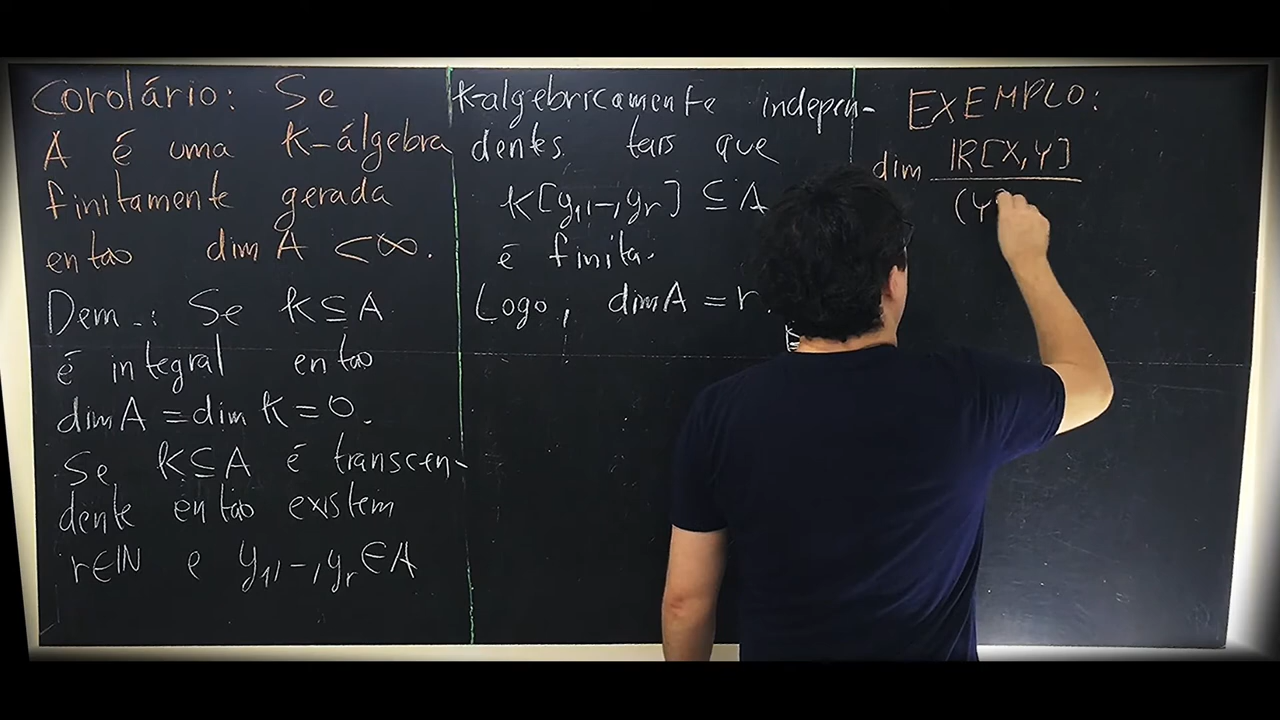 Corolário: Se
A é uma K-álgebra
finitamente gerada
então dim A < ∞.
Dem.: Se K ⊆ A
é integral então
dim A = dim K = 0.
Se K ⊆ A é transcen-
dente então existem
r ∈ ℕ e y₁,-,yᵣ ∈ A
K-algebricamente indepen-
dentes tais que
K[y₁,-,yᵣ] ⊆ A
é finita.
Logo, dim A = r.
EXEMPLO:
dim ℝ[X,Y]
(Y